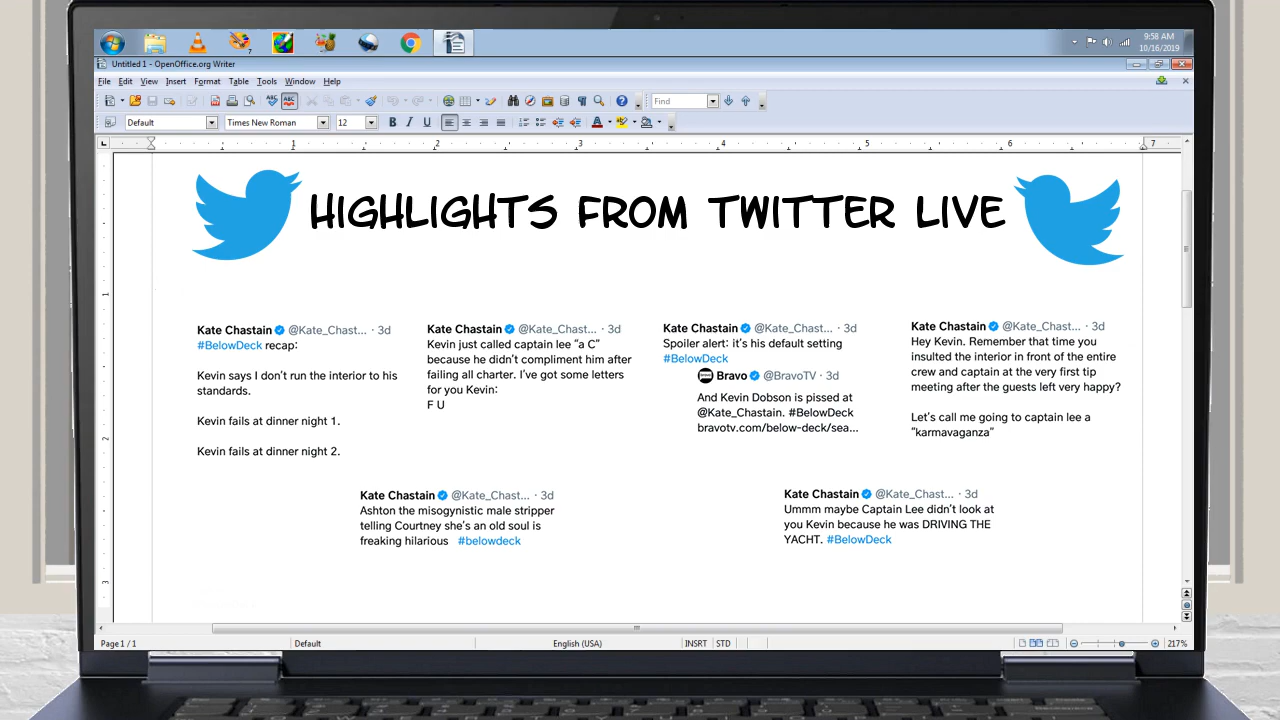 9:58 AM
10/16/2019
Untitled 1 - OpenOffice.org Writer
File Edit View Insert Format Table Tools Window Help
Find
Default Times New Roman 12 B I U
1 2 3 4 5 6 7
HIGHLIGHTS FROM TWITTER LIVE
1
Kate Chastain @Kate_Chast... · 3d
#BelowDeck recap:
Kevin says I don't run the interior to his
standards.
Kevin fails at dinner night 1.
Kevin fails at dinner night 2.
Kate Chastain @Kate_Chast... · 3d
Kevin just called captain lee "a C"
because he didn't compliment him after
failing all charter. I've got some letters
for you Kevin:
F U
Kate Chastain @Kate_Chast... · 3d
Spoiler alert: it's his default setting
#BelowDeck
Bravo @BravoTV · 3d
And Kevin Dobson is pissed at
@Kate_Chastain. #BelowDeck
bravotv.com/below-deck/sea...
Kate Chastain @Kate_Chast... · 3d
Hey Kevin. Remember that time you
insulted the interior in front of the entire
crew and captain at the very first tip
meeting after the guests left very happy?
Let's call me going to captain lee a
"karmavaganza"
2
Kate Chastain @Kate_Chast... · 3d
Ashton the misogynistic male stripper
telling Courtney she's an old soul is
freaking hilarious #belowdeck
Kate Chastain @Kate_Chast... · 3d
Ummm maybe Captain Lee didn't look at
you Kevin because he was DRIVING THE
YACHT. #BelowDeck
3
Page 1 / 1 Default English (USA) INSRT STD 217%